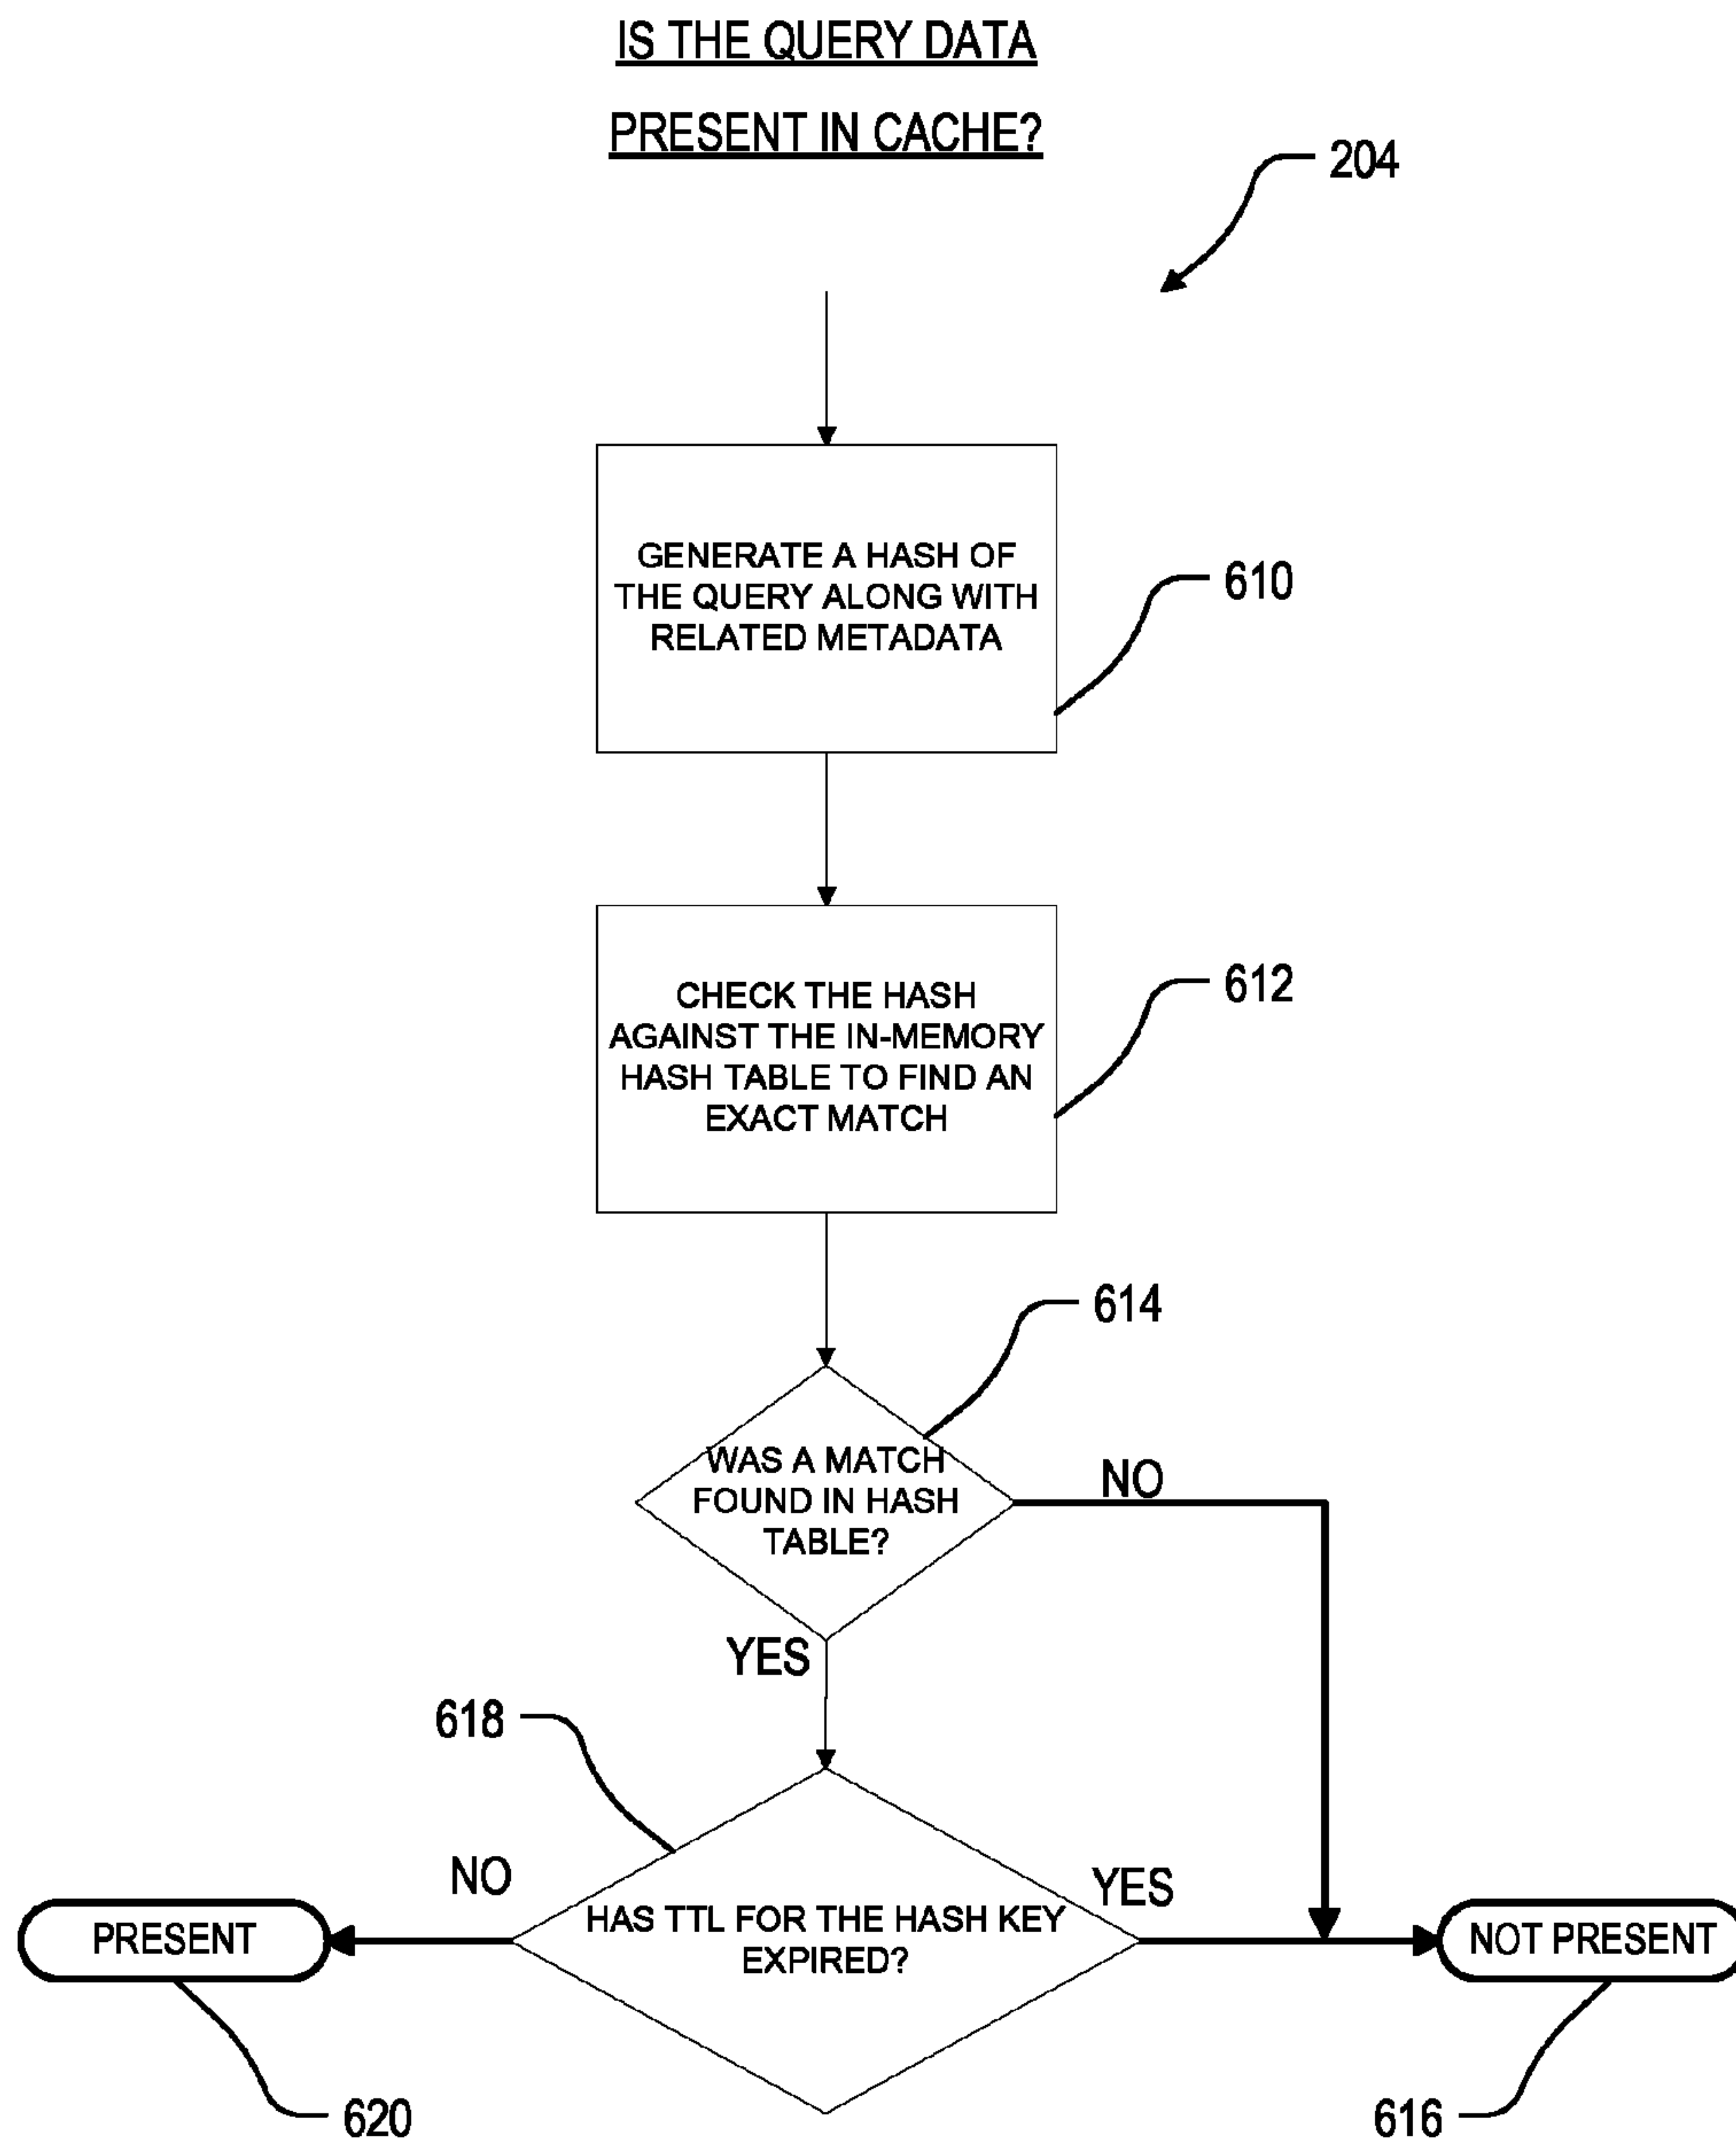 IS THE QUERY DATA
PRESENT IN CACHE?
204
GENERATE A HASH OF
THE QUERY ALONG WITH
RELATED METADATA
610
CHECK THE HASH
AGAINST THE IN-MEMORY
HASH TABLE TO FIND AN
EXACT MATCH
612
614
WAS A MATCH
FOUND IN HASH
TABLE?
NO
YES
618
NO
YES
HAS TTL FOR THE HASH KEY
EXPIRED?
PRESENT
NOT PRESENT
620
616